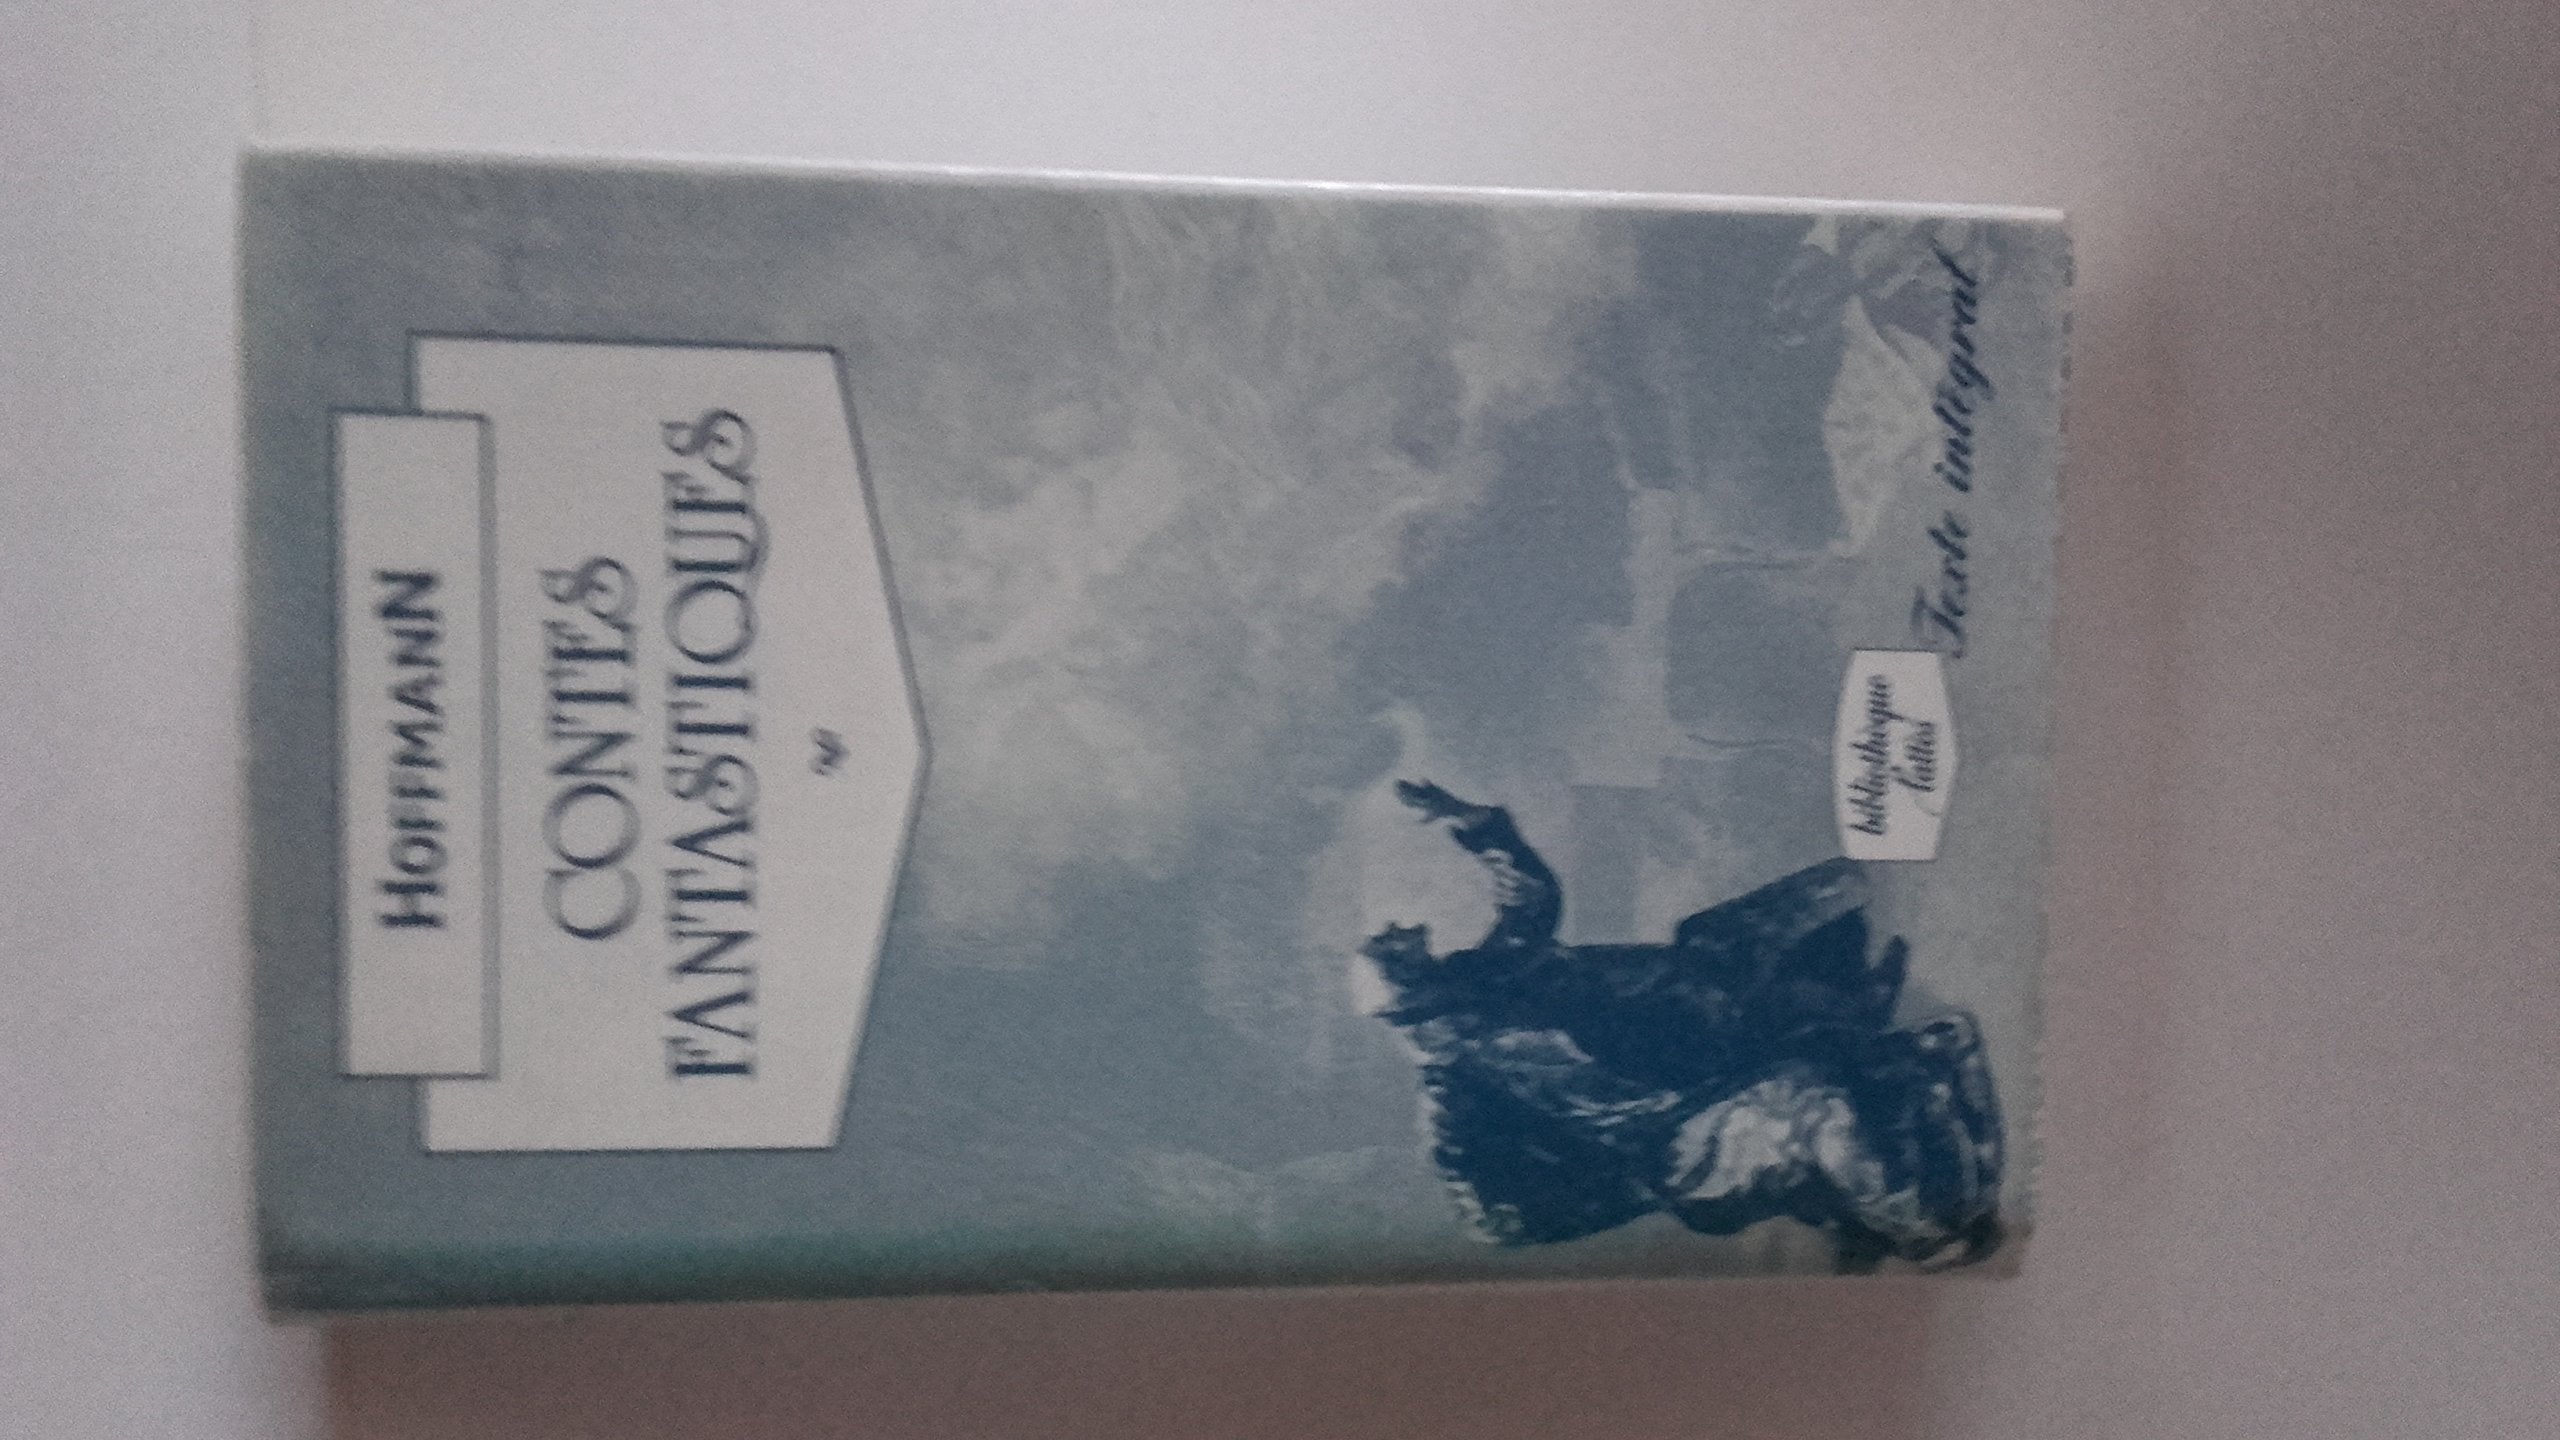 HOFFMANN
CONTES
FANTASTIQUES
bibliothèque
Lattès
Texte intégral